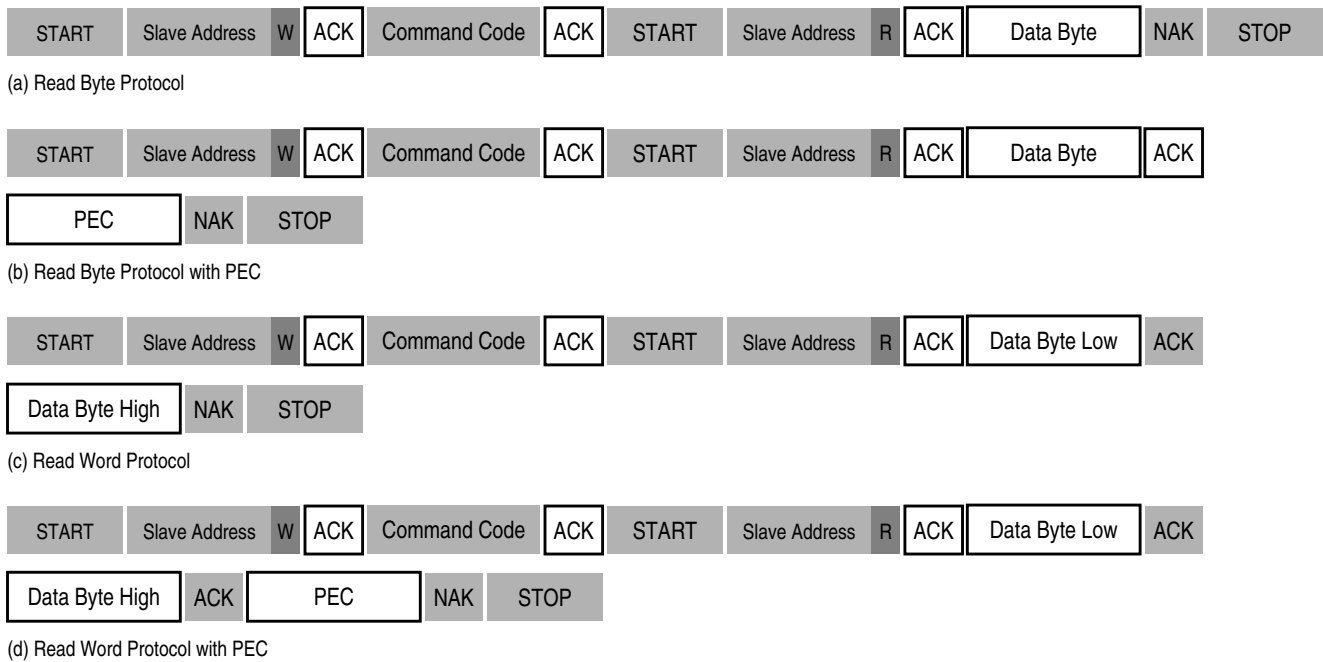 START Slave Address W ACK Command Code ACK START Slave Address R ACK Data Byte NAK STOP
(a) Read Byte Protocol
START Slave Address W ACK Command Code ACK START Slave Address R ACK Data Byte ACK
PEC NAK STOP
(b) Read Byte Protocol with PEC
START Slave Address W ACK Command Code ACK START Slave Address R ACK Data Byte Low ACK
Data Byte High NAK STOP
(c) Read Word Protocol
START Slave Address W ACK Command Code ACK START Slave Address R ACK Data Byte Low ACK
Data Byte High ACK PEC NAK STOP
(d) Read Word Protocol with PEC